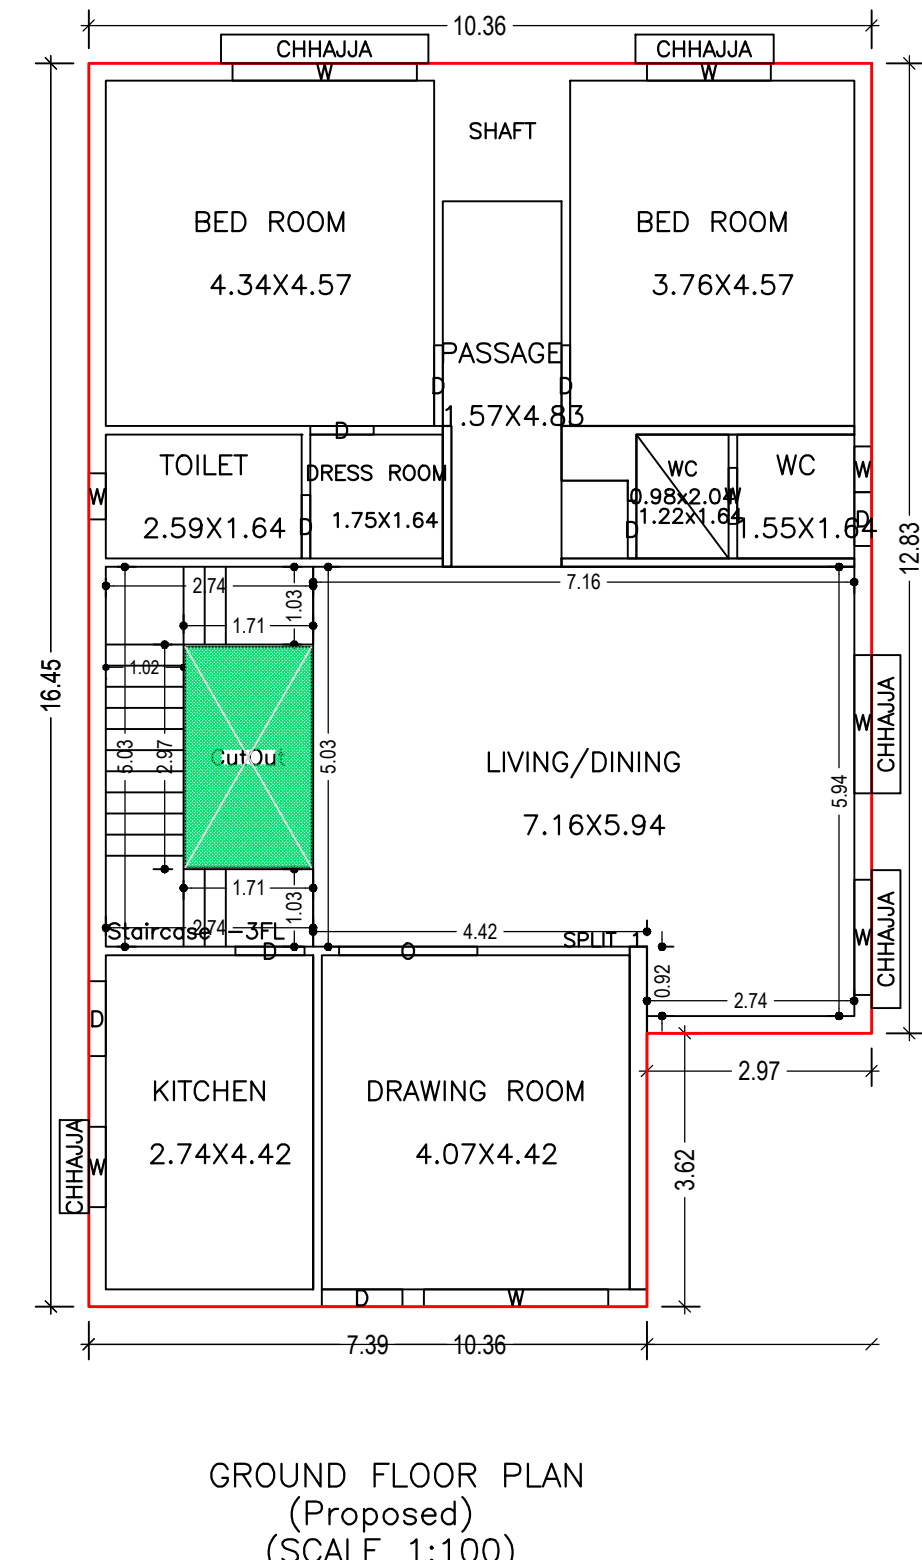 10.36
CHHAJJA
CHHAJJA
W
W
SHAFT
BED ROOM
4.34X4.57
BED ROOM
3.76X4.57
PASSAGE
1.57X4.83
D
D
D
TOILET
2.59X1.64
DRESS ROOM
1.75X1.64
WC
0.98x2.04
1.22x1.64
WC
1.55X1.64
W
D
D
W
W
D
12.83
16.45
2.74
1.03
7.16
1.71
1.02
5.03
2.97
CutOut
5.03
LIVING/DINING
7.16X5.94
5.94
W
CHHAJJA
1.71
1.03
2.74
Staircase -3FL
4.42
SPLIT 1
W
CHHAJJA
D
O
0.92
2.74
D
2.97
KITCHEN
2.74X4.42
DRAWING ROOM
4.07X4.42
CHHAJJA
W
3.62
D
W
7.39
10.36
GROUND FLOOR PLAN
(Proposed)
(SCALE 1:100)